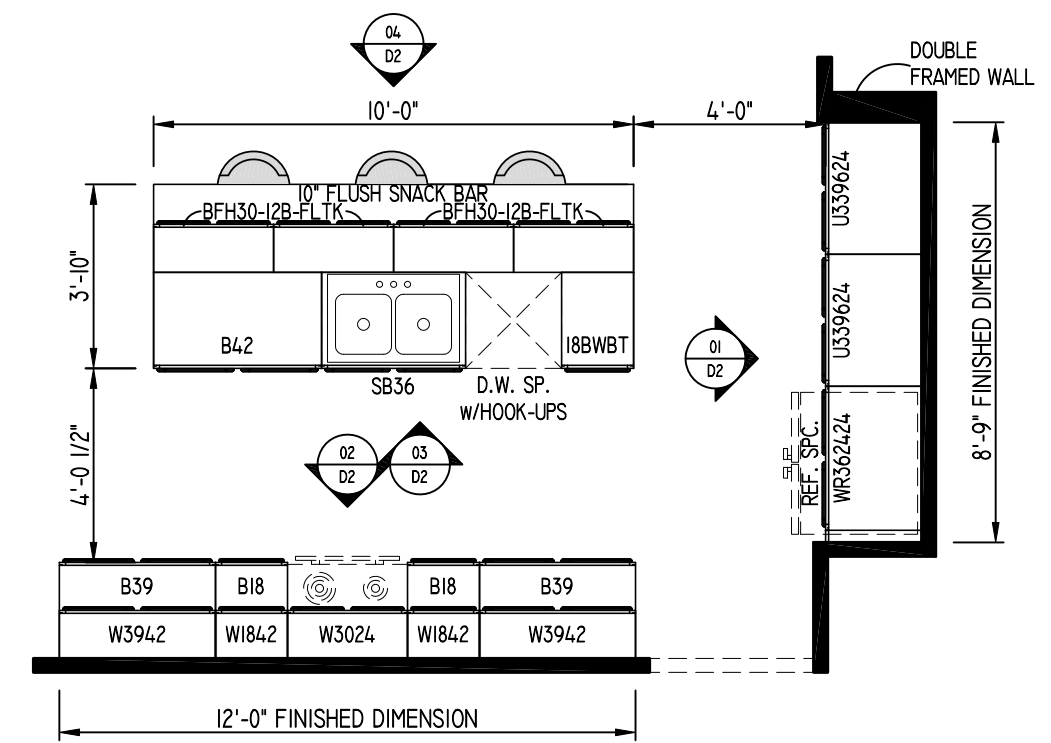 04
D2
DOUBLE
FRAMED WALL
10'-0"
4'-0"
10" FLUSH SNACK BAR
BFH30-12B-FLTK
BFH30-12B-FLTK
U339624
3'-10"
8'-9" FINISHED DIMENSION
U339624
B42
18BWBT
01
D2
SB36
D.W. SP.
w/HOOK-UPS
REF. SPC.
WR362424
4'-0 1/2"
02
D2
03
D2
B39
B18
B18
B39
W3942
W1842
W3024
W1842
W3942
12'-0" FINISHED DIMENSION